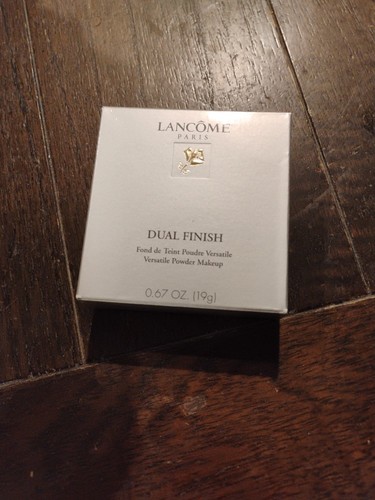 LANCÔME
PARIS
DUAL FINISH
Fond de Teint Poudre Versatile
Versatile Powder Makeup
0.67 OZ. (19g)